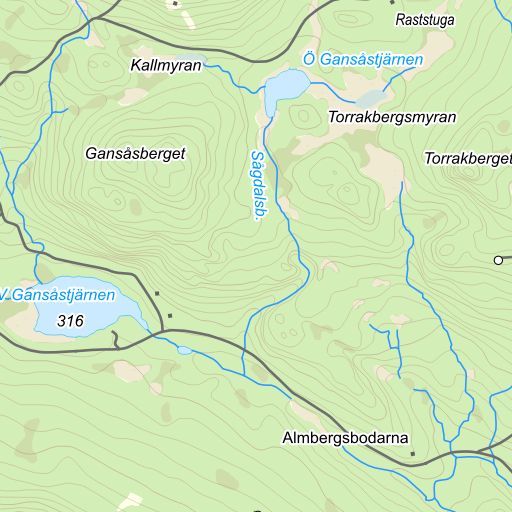 Raststuga
Ö Gansåstjärnen
Kallmyran
Torrakbergsmyran
Gansåsberget
Torrakberget
Sågdalsb.
V Gansåstjärnen
316
Almbergsbodarna